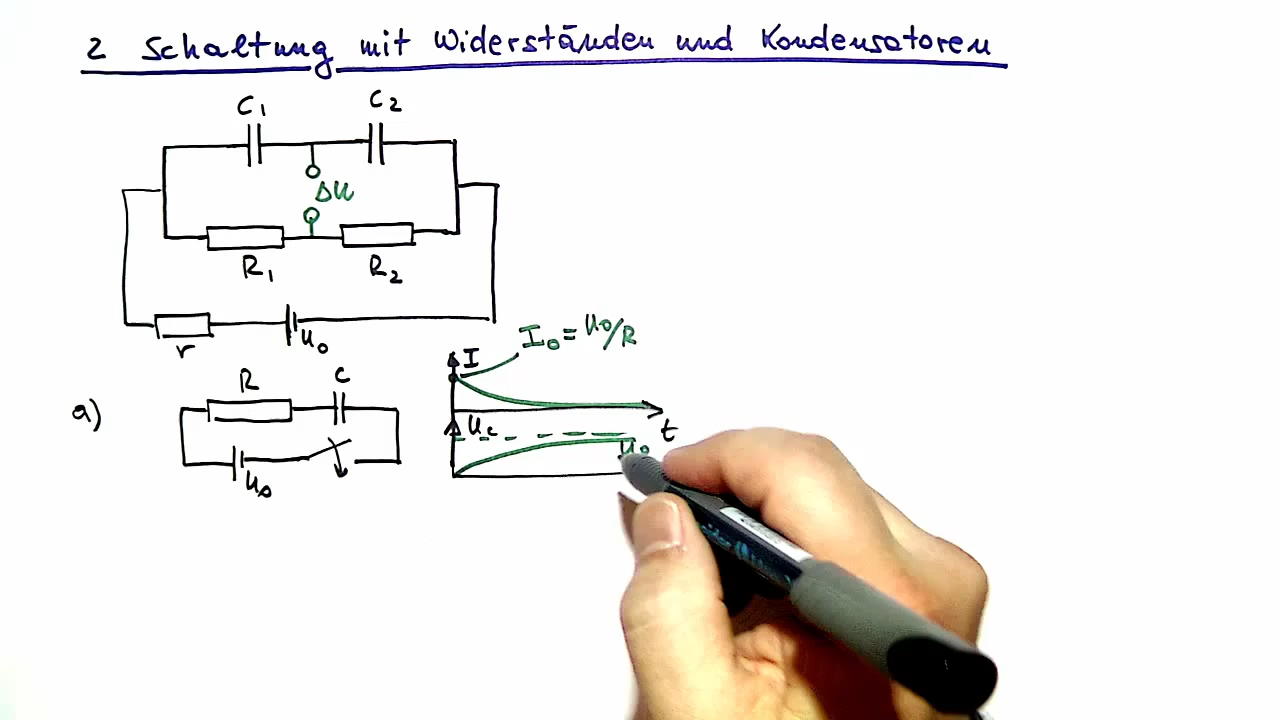 2 Schaltung mit Widerständen und Kondensatoren
C1 C2
ΔU
R1 R2
r U0
I0 = U0/R
I
a) R C
t
Uc
U0
U0